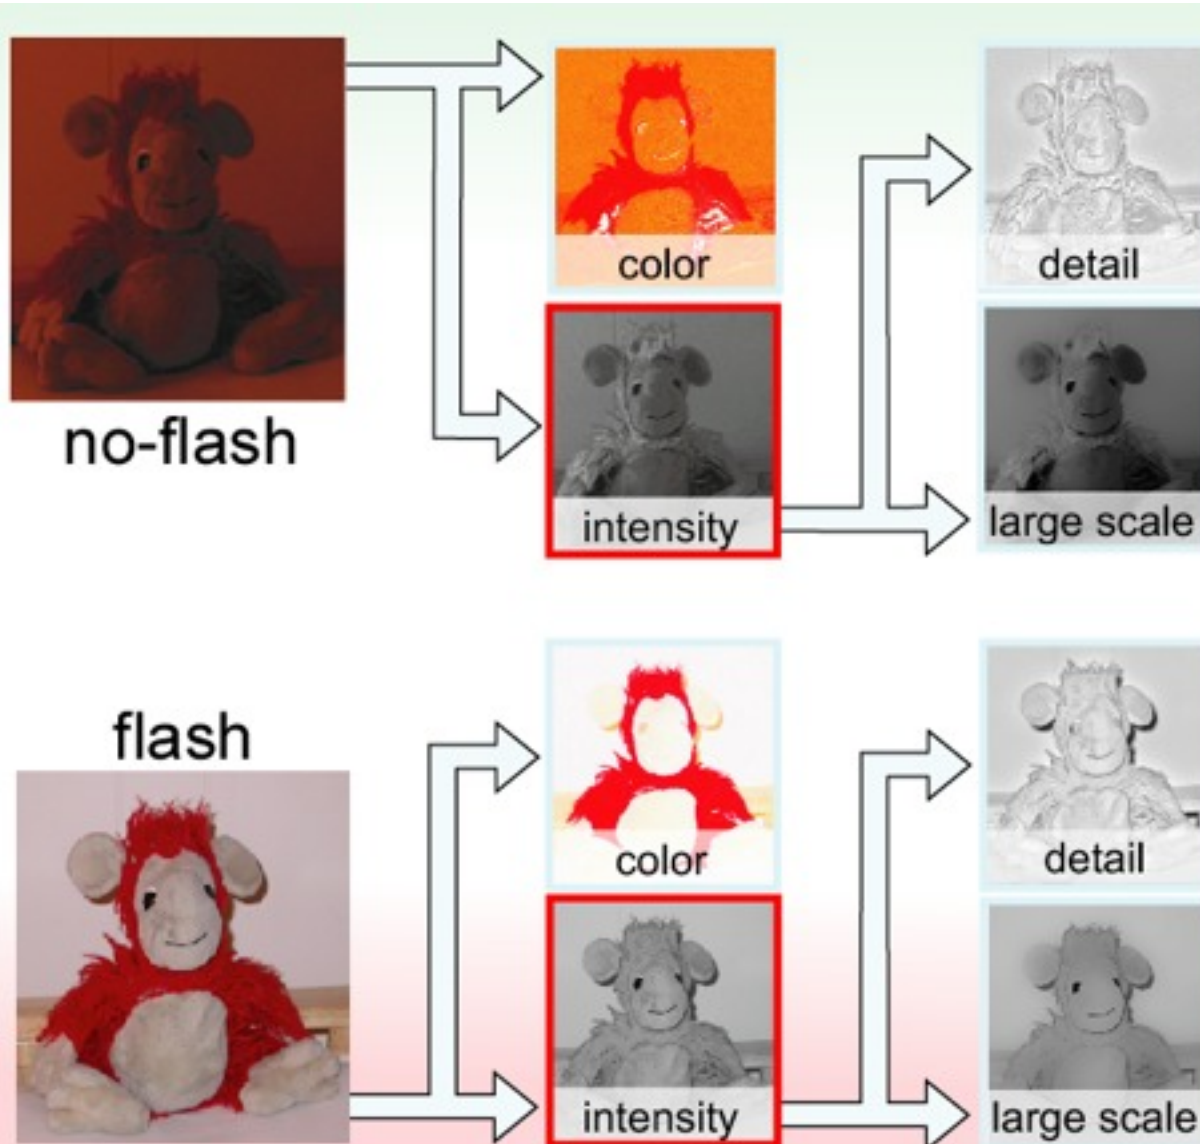 color
detail
no-flash
intensity
large scale
flash
color
detail
intensity
large scale